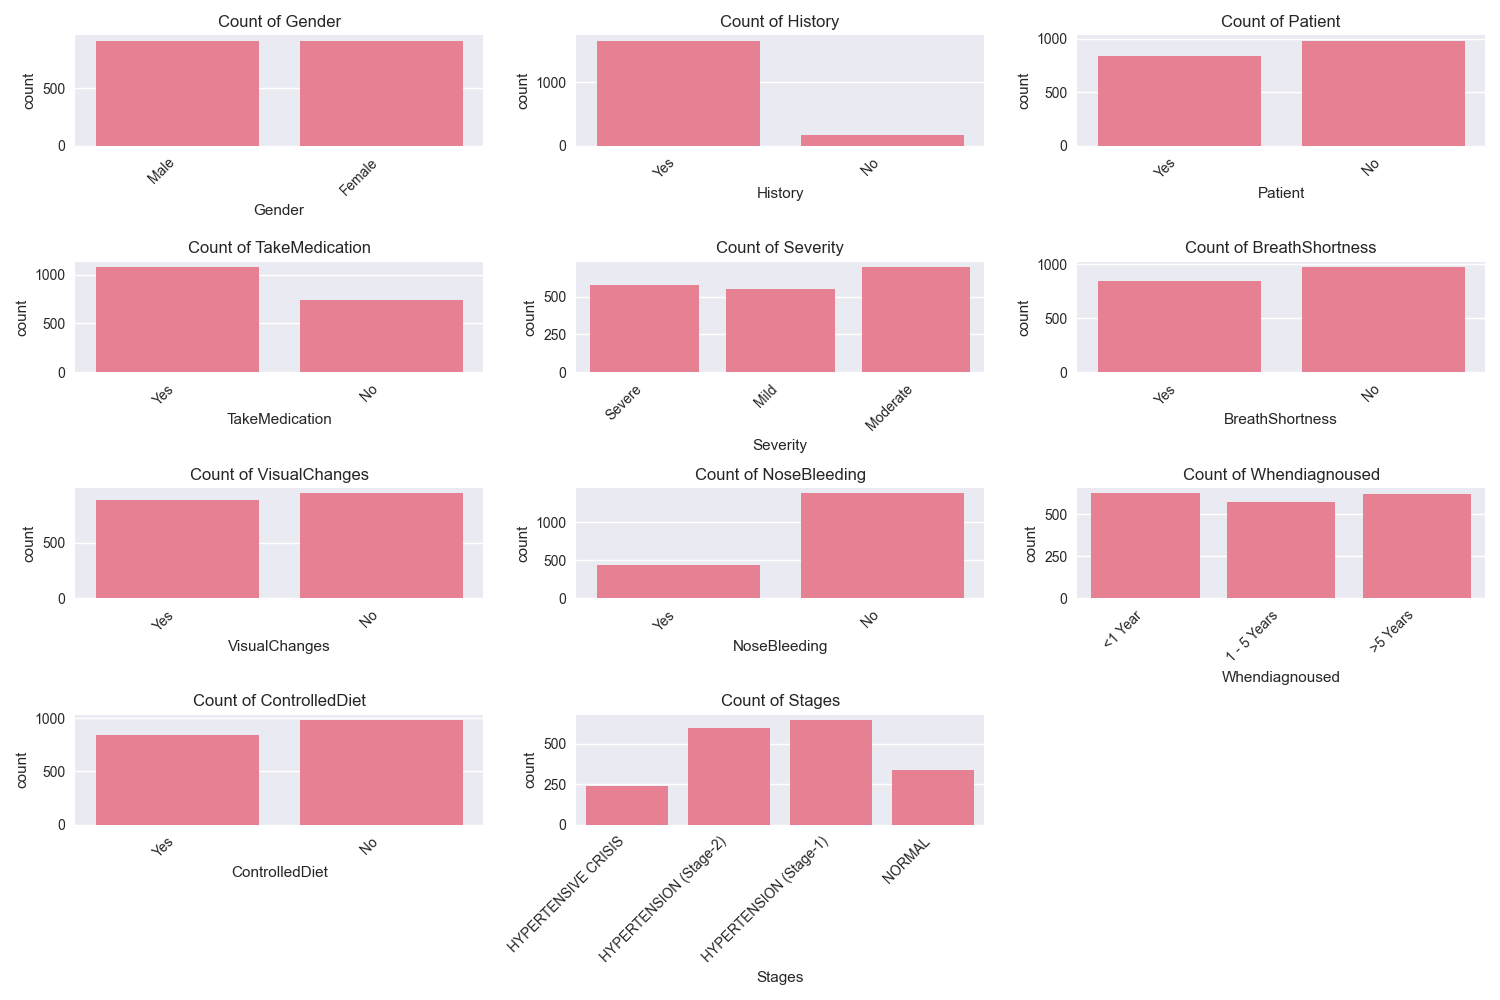 Count of Gender
count
500
0
Male
Female
Gender
Count of History
count
1000
0
Yes
No
History
Count of Patient
count
1000
500
0
Yes
No
Patient
Count of TakeMedication
count
1000
500
0
Yes
No
TakeMedication
Count of Severity
count
500
250
0
Severe
Mild
Moderate
Severity
Count of BreathShortness
count
1000
500
0
Yes
No
BreathShortness
Count of VisualChanges
count
500
0
Yes
No
VisualChanges
Count of NoseBleeding
count
1000
500
0
Yes
No
NoseBleeding
Count of Whendiagnoused
count
500
250
0
<1 Year
1 - 5 Years
>5 Years
Whendiagnoused
Count of ControlledDiet
count
1000
500
0
Yes
No
ControlledDiet
Count of Stages
count
500
250
0
HYPERTENSIVE CRISIS
HYPERTENSION (Stage-2)
HYPERTENSION (Stage-1)
NORMAL
Stages